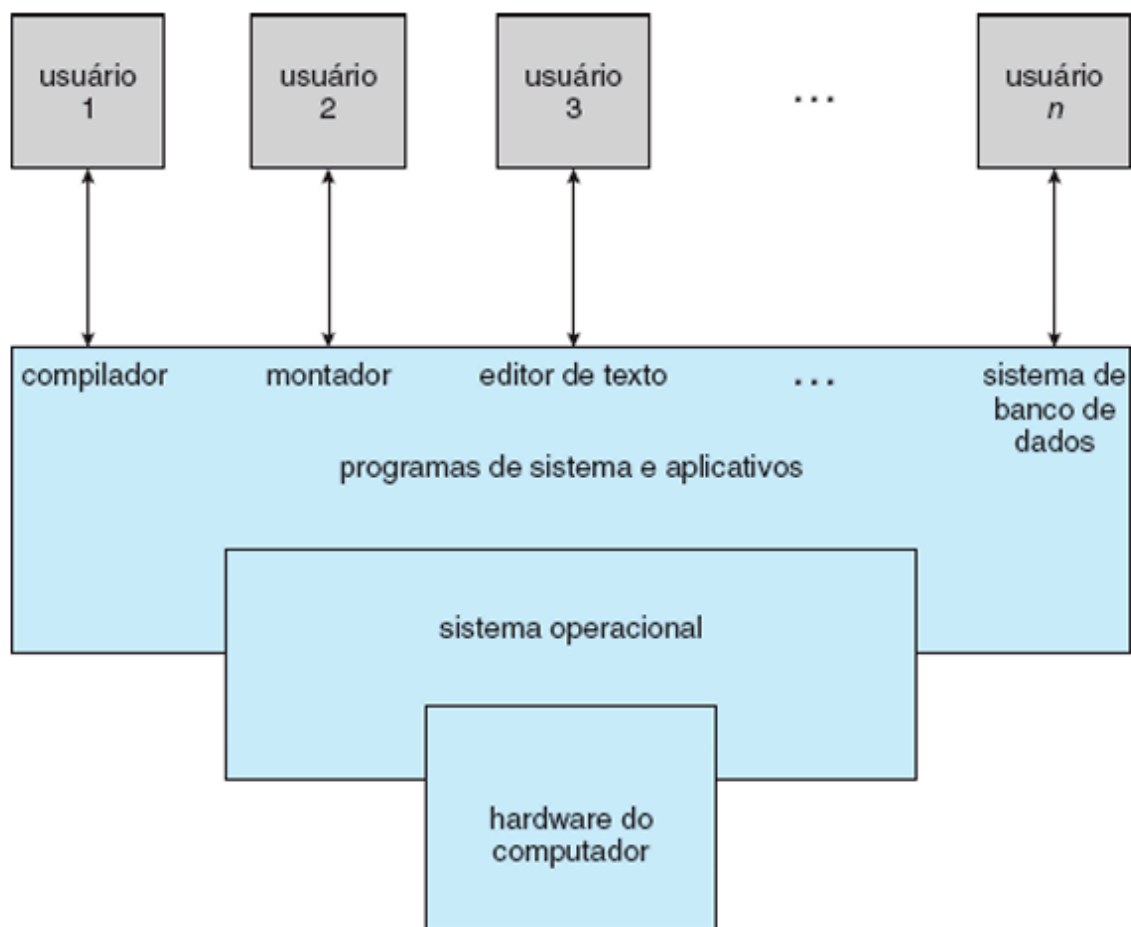 usuário
1
usuário
2
usuário
3
...
usuário
n
compilador
montador
editor de texto
...
sistema de
banco de
dados
programas de sistema e aplicativos
sistema operacional
hardware do
computador